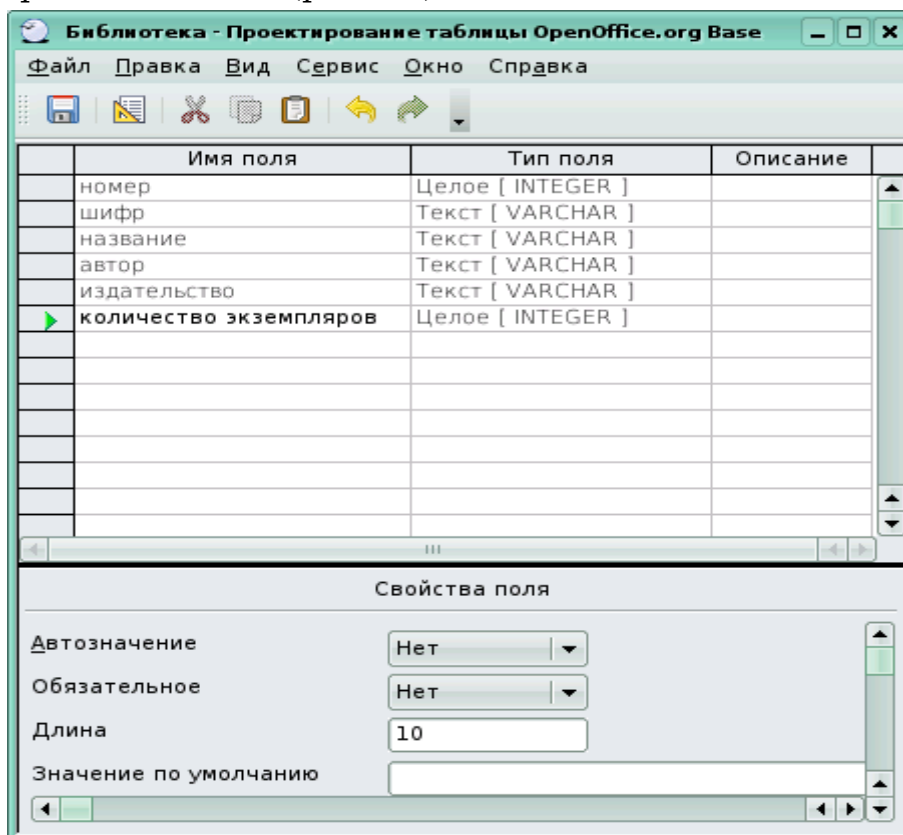 Библиотека - Проектирование таблицы OpenOffice.org Base
Файл Правка Вид Сервис Окно Справка
Имя поля Тип поля Описание
номер Целое [ INTEGER ]
шифр Текст [ VARCHAR ]
название Текст [ VARCHAR ]
автор Текст [ VARCHAR ]
издательство Текст [ VARCHAR ]
количество экземпляров Целое [ INTEGER ]
Свойства поля
Автозначение Нет
Обязательное Нет
Длина 10
Значение по умолчанию